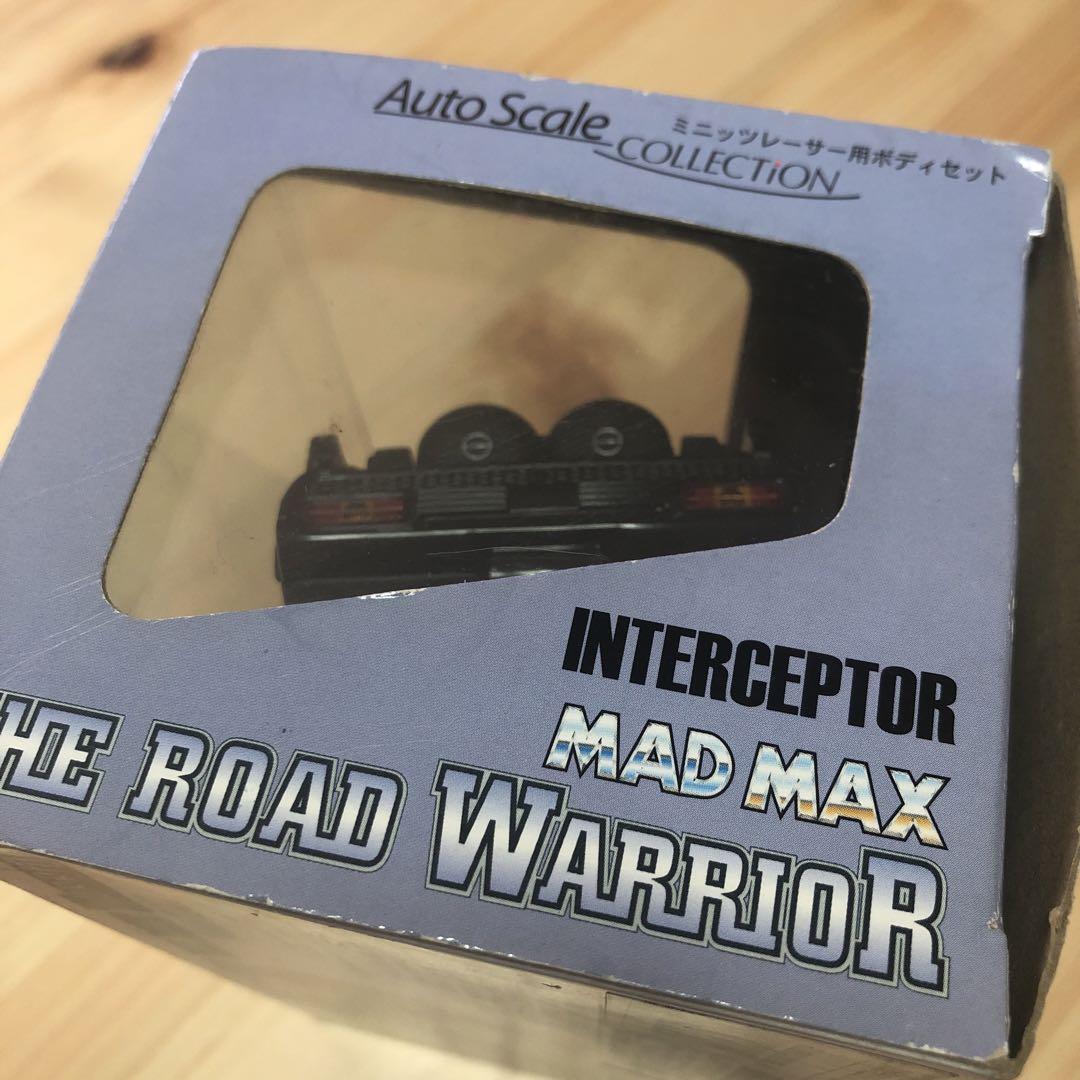 Auto Scale
COLLECTiON
ミニッツレーサー用ボディセット
INTERCEPTOR
MAD MAX
THE ROAD WARRIOR